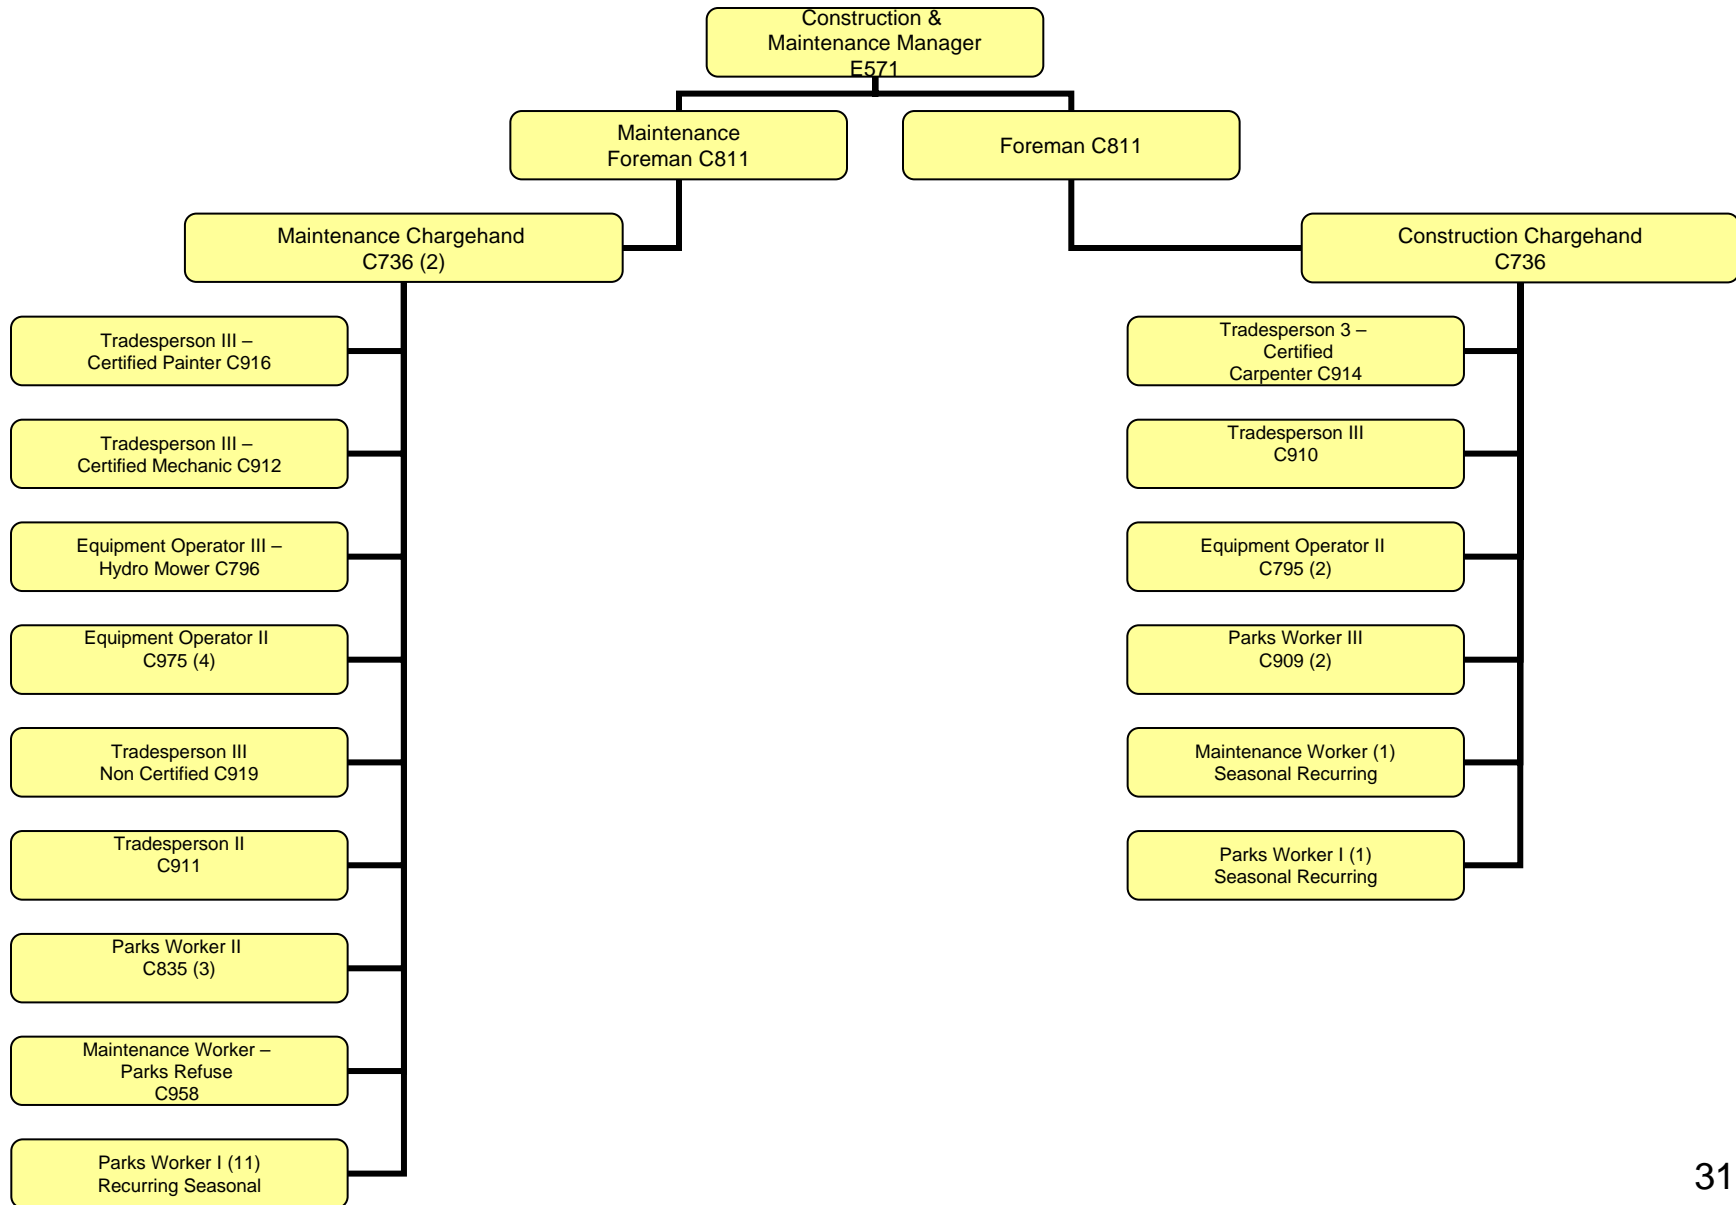 Construction &
Maintenance Manager
E571
Maintenance
Foreman C811
Foreman C811
Maintenance Chargehand
C736 (2)
Construction Chargehand
C736
Tradesperson III –
Certified Painter C916
Tradesperson III –
Certified Mechanic C912
Equipment Operator III –
Hydro Mower C796
Equipment Operator II
C975 (4)
Tradesperson III
Non Certified C919
Tradesperson II
C911
Parks Worker II
C835 (3)
Maintenance Worker –
Parks Refuse
C958
Parks Worker I (11)
Recurring Seasonal
Tradesperson 3 –
Certified
Carpenter C914
Tradesperson III
C910
Equipment Operator II
C795 (2)
Parks Worker III
C909 (2)
Maintenance Worker (1)
Seasonal Recurring
Parks Worker I (1)
Seasonal Recurring
31